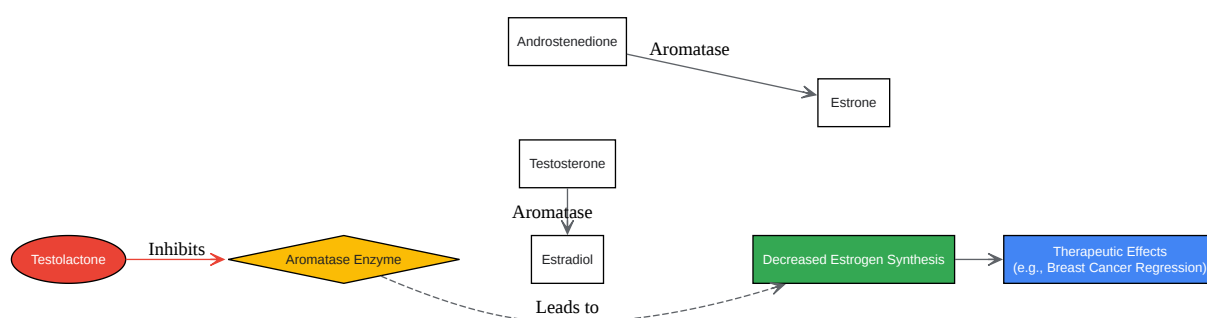 Androstenedione
Aromatase
Estrone
Testosterone
Aromatase
Testolactone
Inhibits
Aromatase Enzyme
Estradiol
Decreased Estrogen Synthesis
Therapeutic Effects
(e.g., Breast Cancer Regression)
Leads to